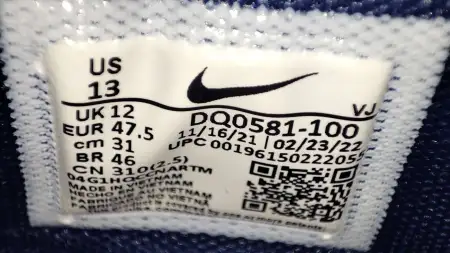 US
13
UK 12
EUR 47.5
cm 31
BR 46
CN 310(2.5)
VJ
DQ0581-100
11/16/21 02/23/22
UPC 00196150222055
MADE IN VIETNAM